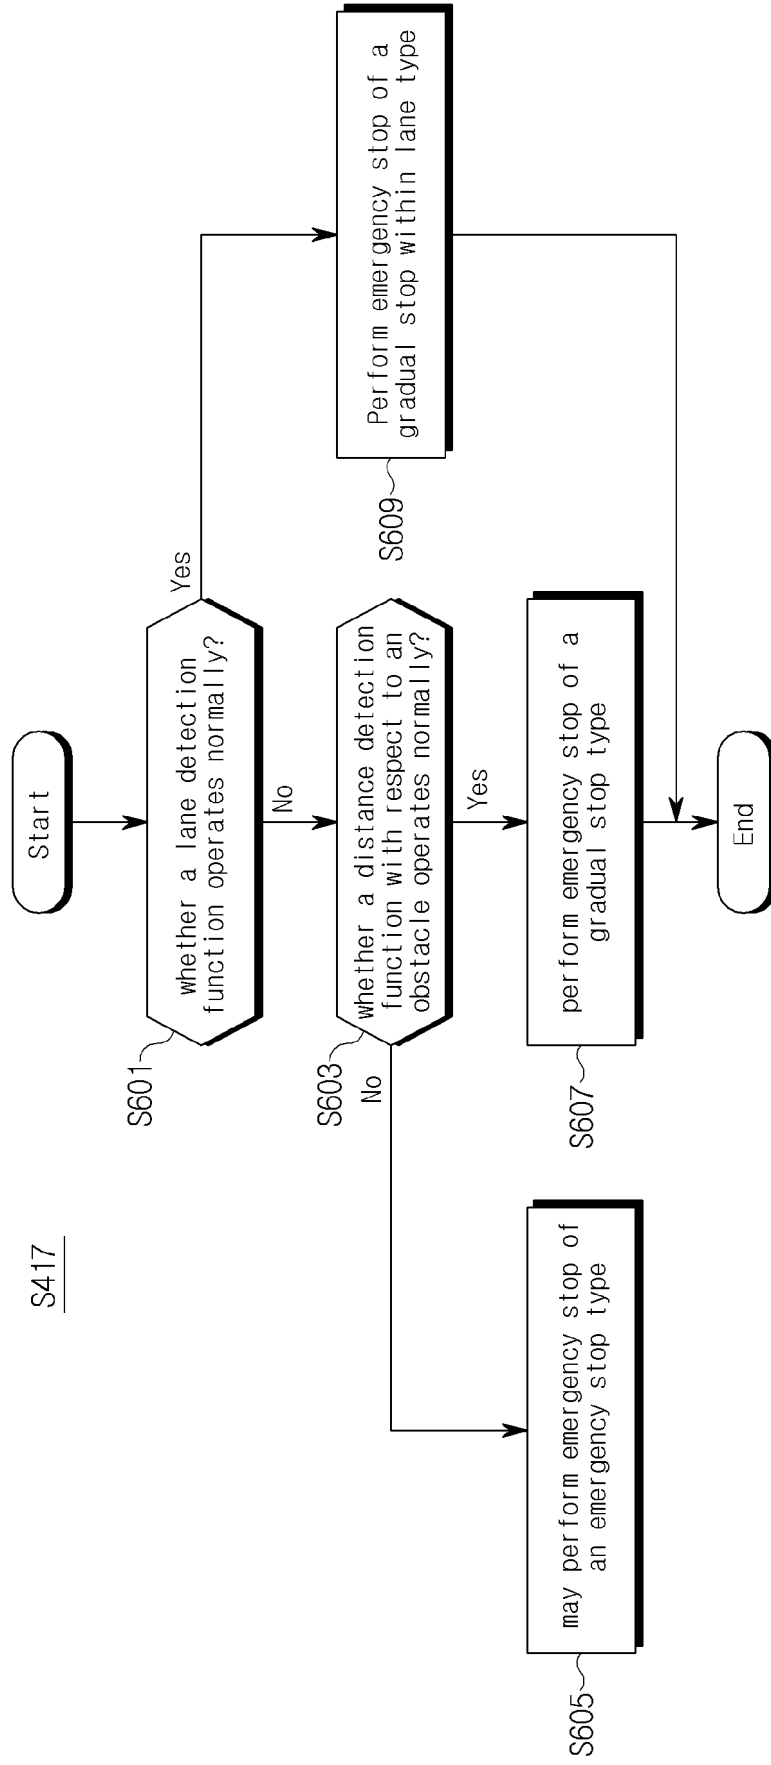 S417
Start
S601
whether a lane detection
function operates normally?
Yes
No
S603
whether a distance detection
function with respect to an
obstacle operates normally?
No
Yes
S605
may perform emergency stop of
an emergency stop type
S607
perform emergency stop of a
gradual stop type
S609
Perform emergency stop of a
gradual stop within lane type
End